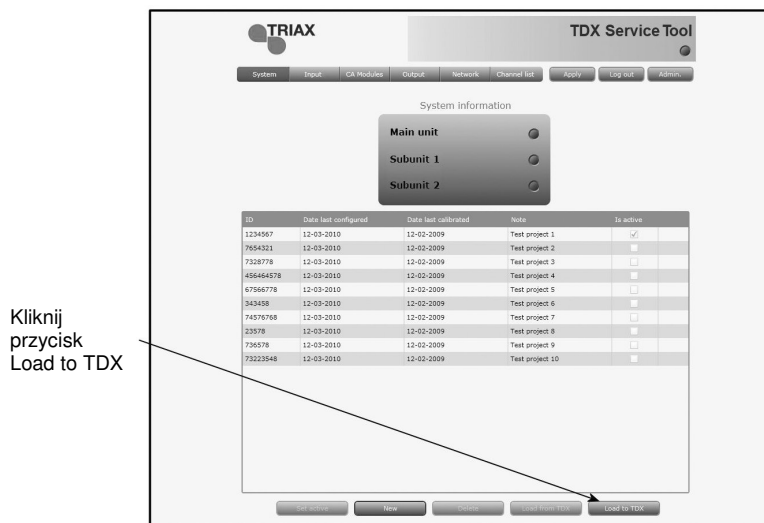 TRIAX
TDX Service Tool
System Input CA Modules Output Network Channel list Apply Log out Admin.
System information
Main unit
Subunit 1
Subunit 2
ID Date last configured Date last calibrated Note Is active
1234567 12-03-2010 12-02-2009 Test project 1
7654321 12-03-2010 12-02-2009 Test project 2
7328778 12-03-2010 12-02-2009 Test project 3
456464578 12-03-2010 12-02-2009 Test project 4
67566778 12-03-2010 12-02-2009 Test project 5
343458 12-03-2010 12-02-2009 Test project 6
74576768 12-03-2010 12-02-2009 Test project 7
23578 12-03-2010 12-02-2009 Test project 8
736578 12-03-2010 12-02-2009 Test project 9
73223548 12-03-2010 12-02-2009 Test project 10
Kliknij
przycisk
Load to TDX
Set active New Delete Load from TDX Load to TDX